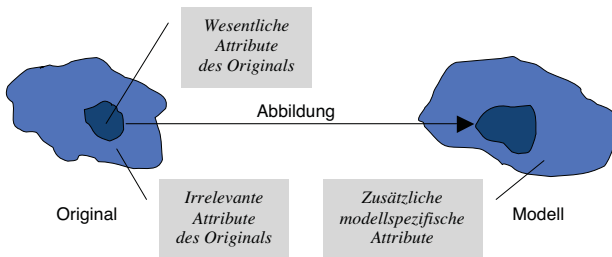 Wesentliche
Attribute
des Originals
Abbildung
Original
Irrelevante
Attribute
des Originals
Zusätzliche
modellspezifische
Attribute
Modell